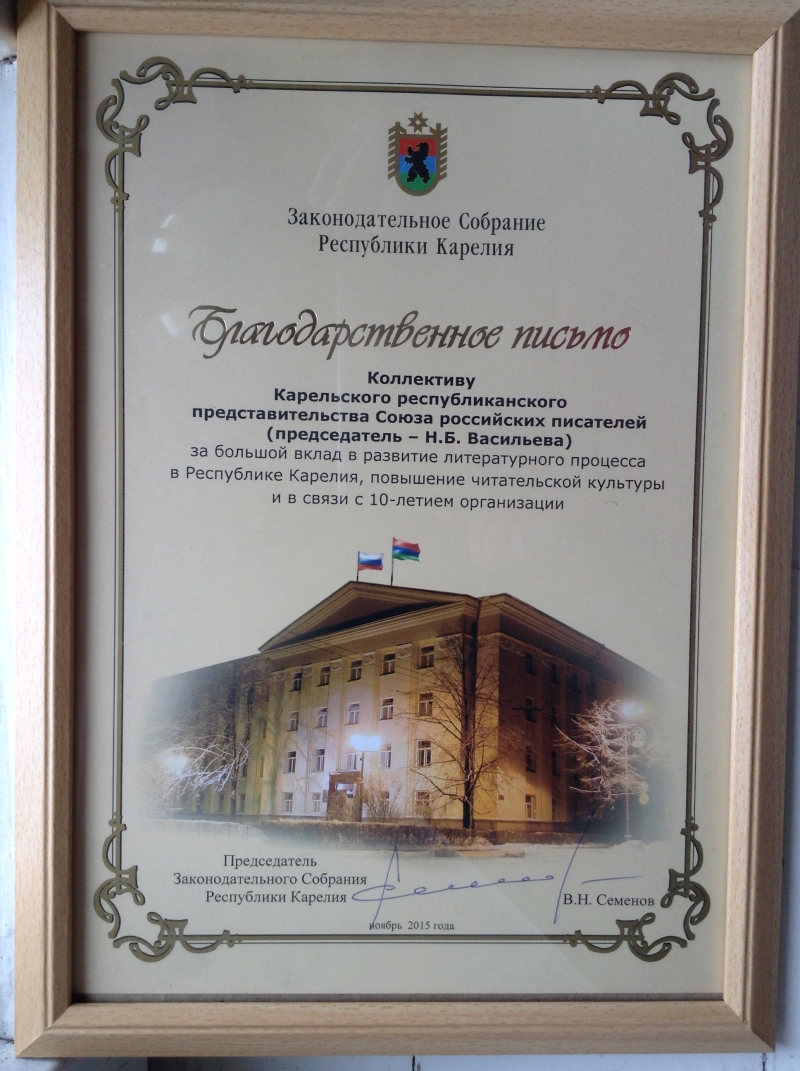 Законодательное Собрание
Республики Карелия
Благодарственное письмо
Коллективу
Карельского республиканского
представительства Союза российских писателей
(председатель – Н.Б. Васильева)
за большой вклад в развитие литературного процесса
в Республике Карелия, повышение читательской культуры
и в связи с 10-летием организации
Председатель
Законодательного Собрания
Республики Карелия
В.Н. Семенов
ноябрь 2015 года